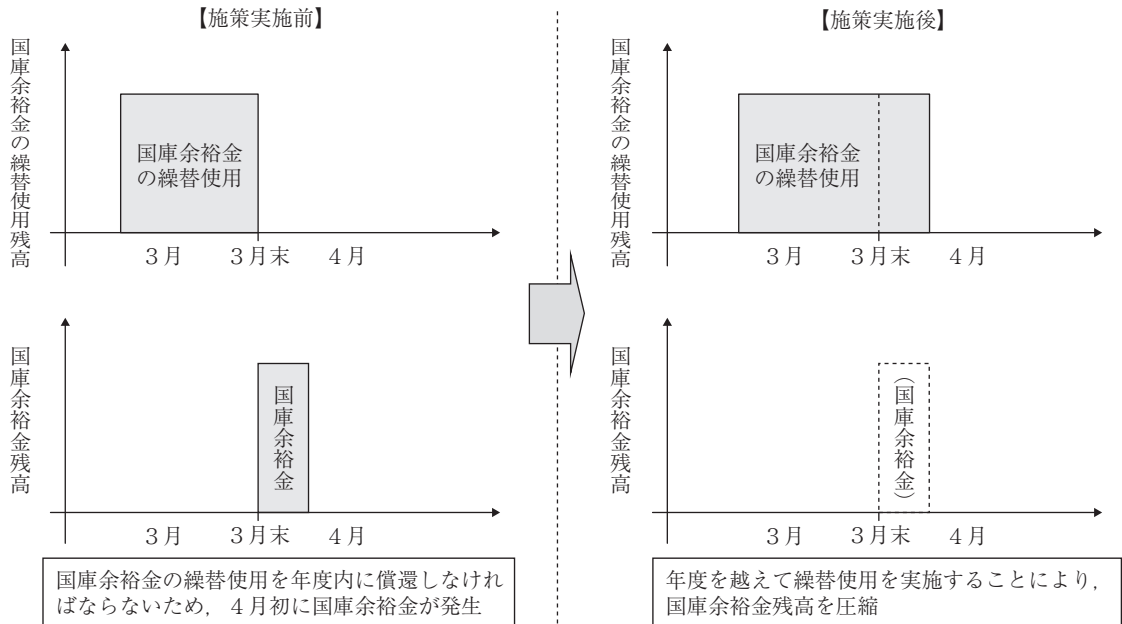 【施策実施前】
国庫余裕金の繰替使用残高
国庫余裕金
の繰替使用
3月 3月末 4月
国庫余裕金残高
国庫余裕金
3月 3月末 4月
国庫余裕金の繰替使用を年度内に償還しなけれ
ばならないため，4月初に国庫余裕金が発生
【施策実施後】
国庫余裕金の繰替使用残高
国庫余裕金
の繰替使用
3月 3月末 4月
国庫余裕金残高
（国庫余裕金）
3月 3月末 4月
年度を越えて繰替使用を実施することにより，
国庫余裕金残高を圧縮